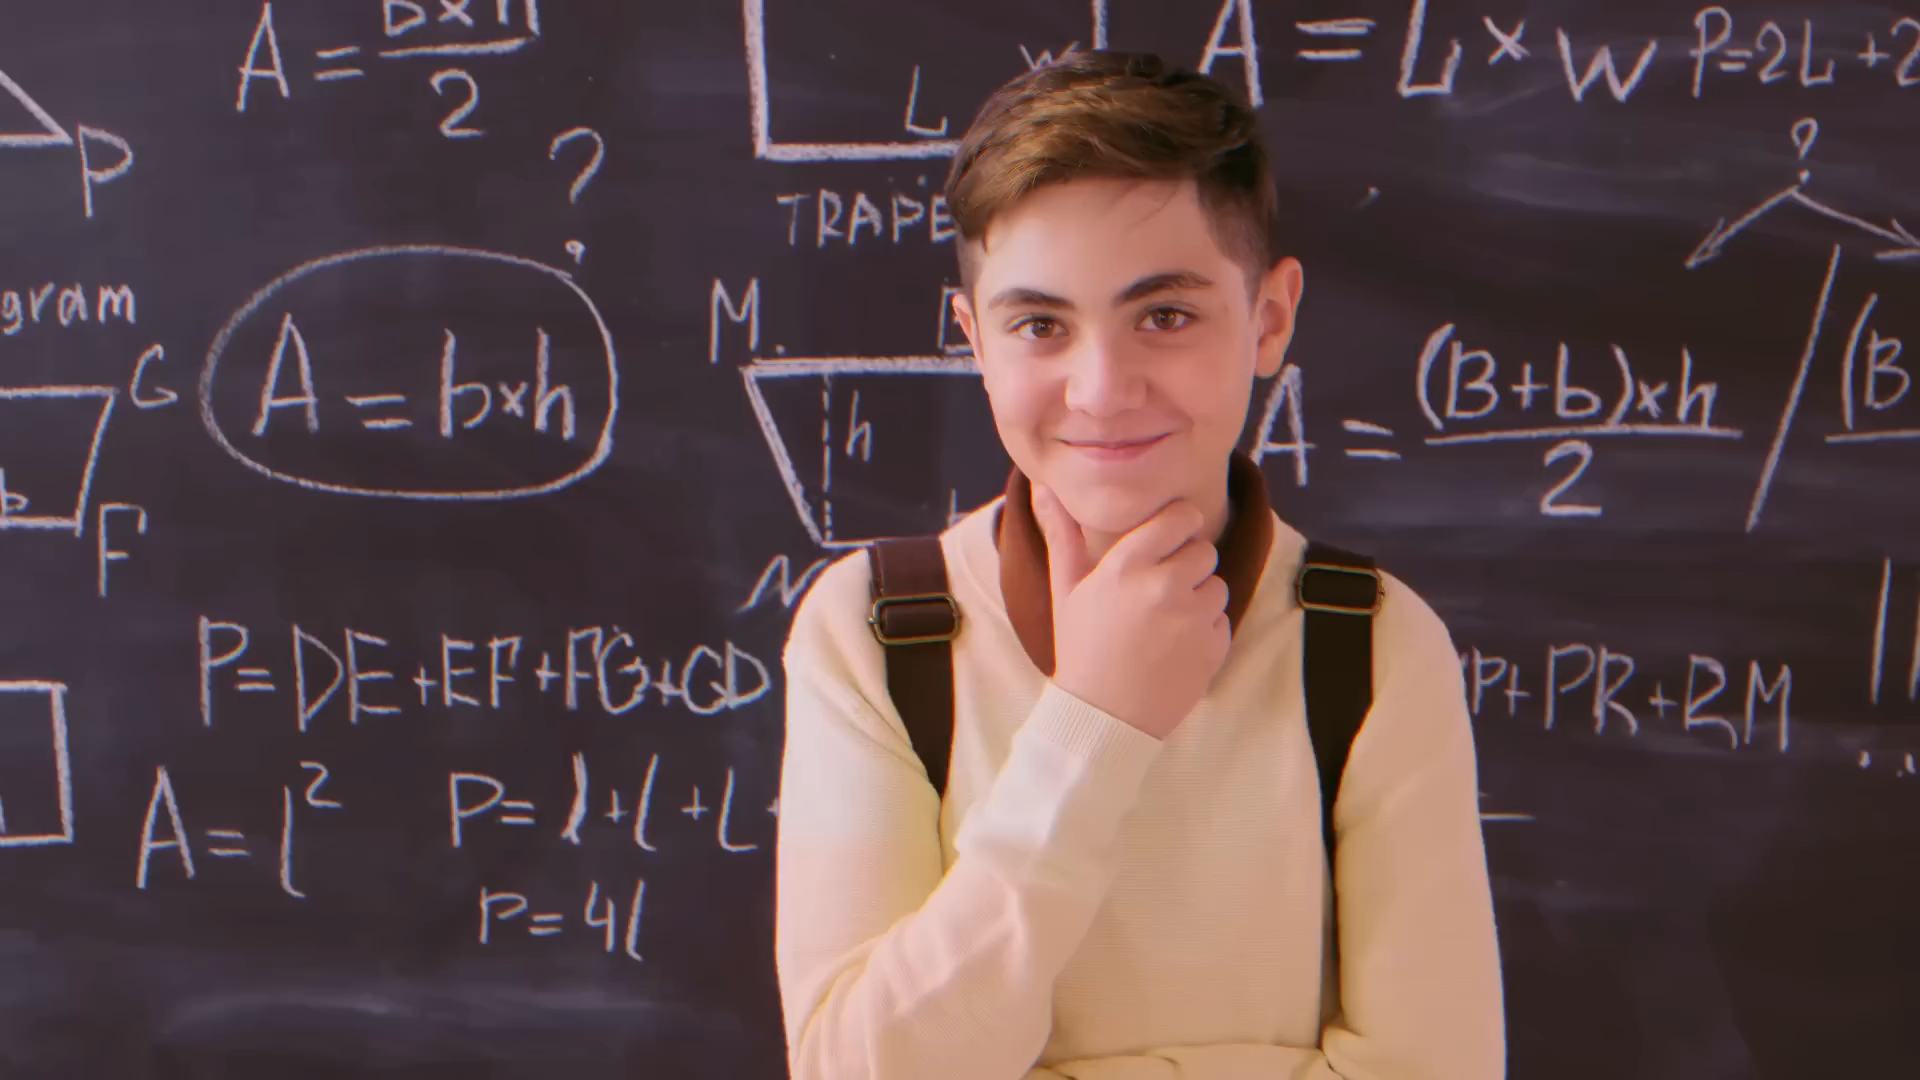 A = b×h / 2
P
?
L
w
TRAPE
A = L×w
P=2L+2
?
gram
G
b
F
A = b×h
?
M
h
b
N
A = (B+b)×h / 2
(B
P=DE+EF+FG+GD
P+PR+RM
A=l²
P=l+l+l
P=4l